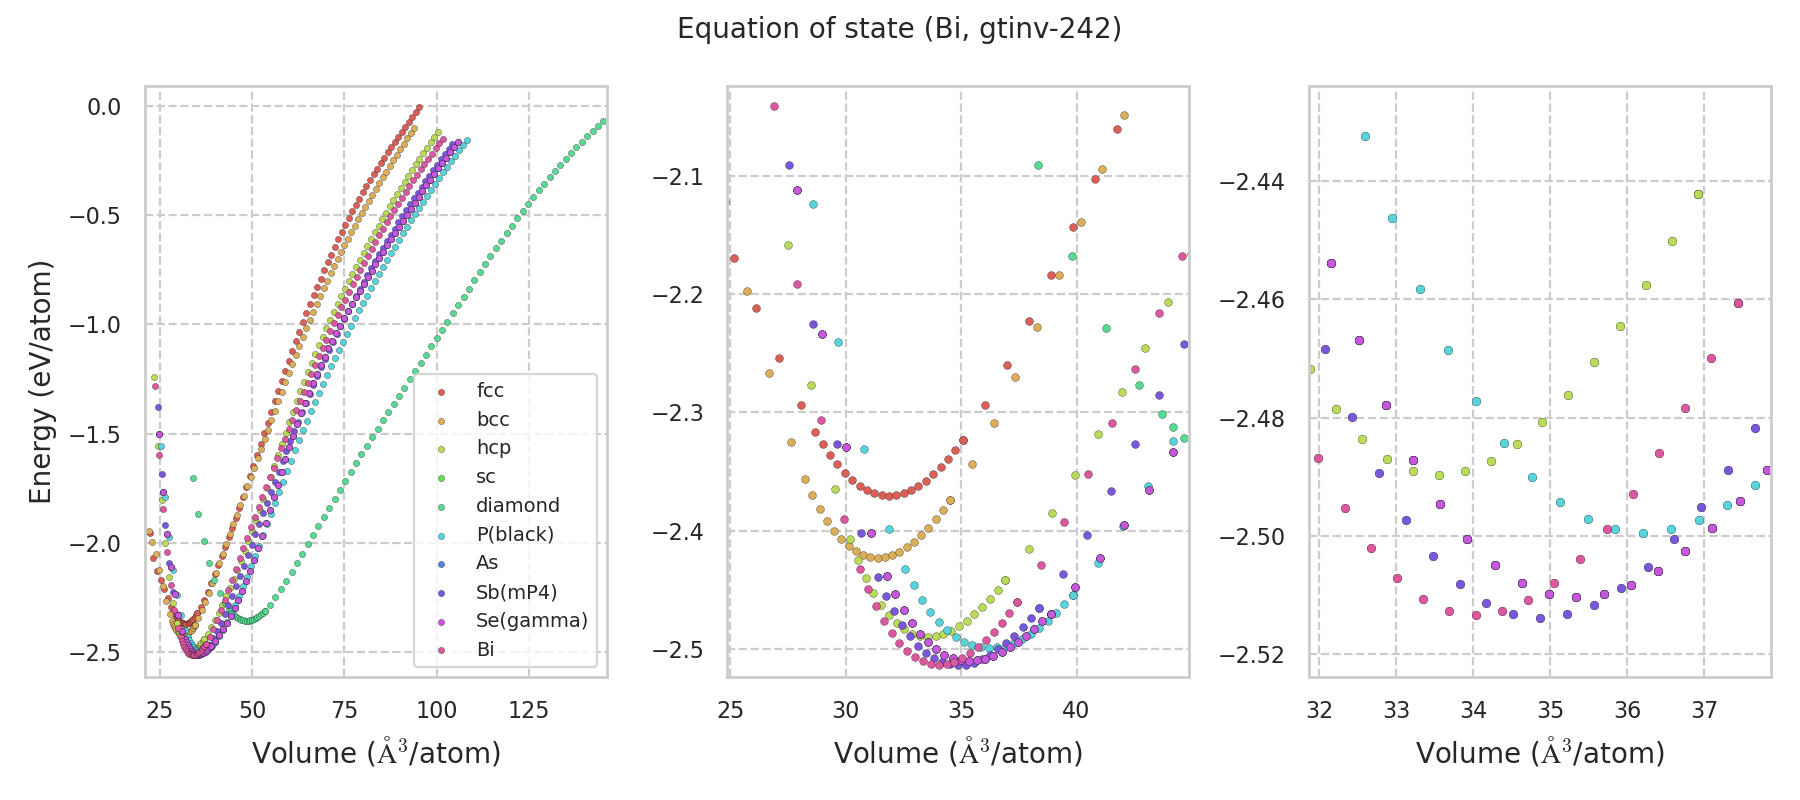 Equation of state (Bi, gtinv-242)
Energy (eV/atom)
0.0
−0.5
−1.0
−1.5
−2.0
−2.5
25 50 75 100 125
Volume (Å³/atom)
fcc
bcc
hcp
sc
diamond
P(black)
As
Sb(mP4)
Se(gamma)
Bi
−2.1
−2.2
−2.3
−2.4
−2.5
25 30 35 40
Volume (Å³/atom)
−2.44
−2.46
−2.48
−2.50
−2.52
32 33 34 35 36 37
Volume (Å³/atom)